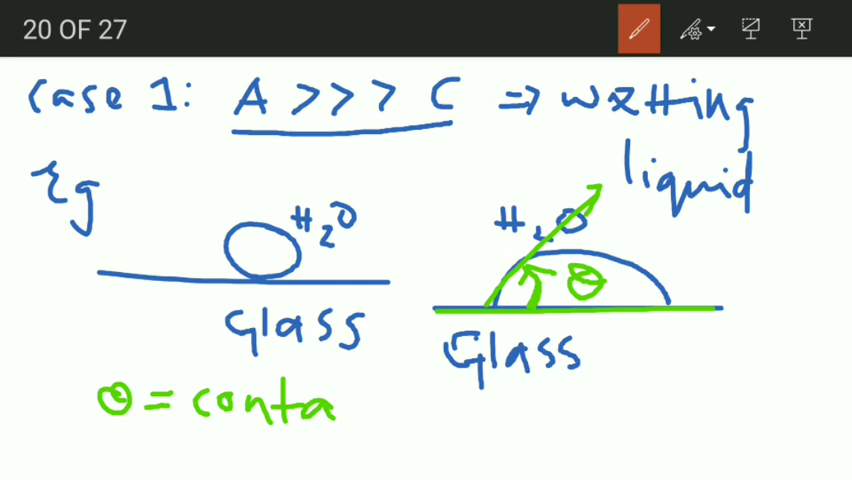 20 OF 27
Case 1: A >>> C ⇒ wetting
liquid
Eg
H2O
H2O
θ
Glass
Glass
θ = conta